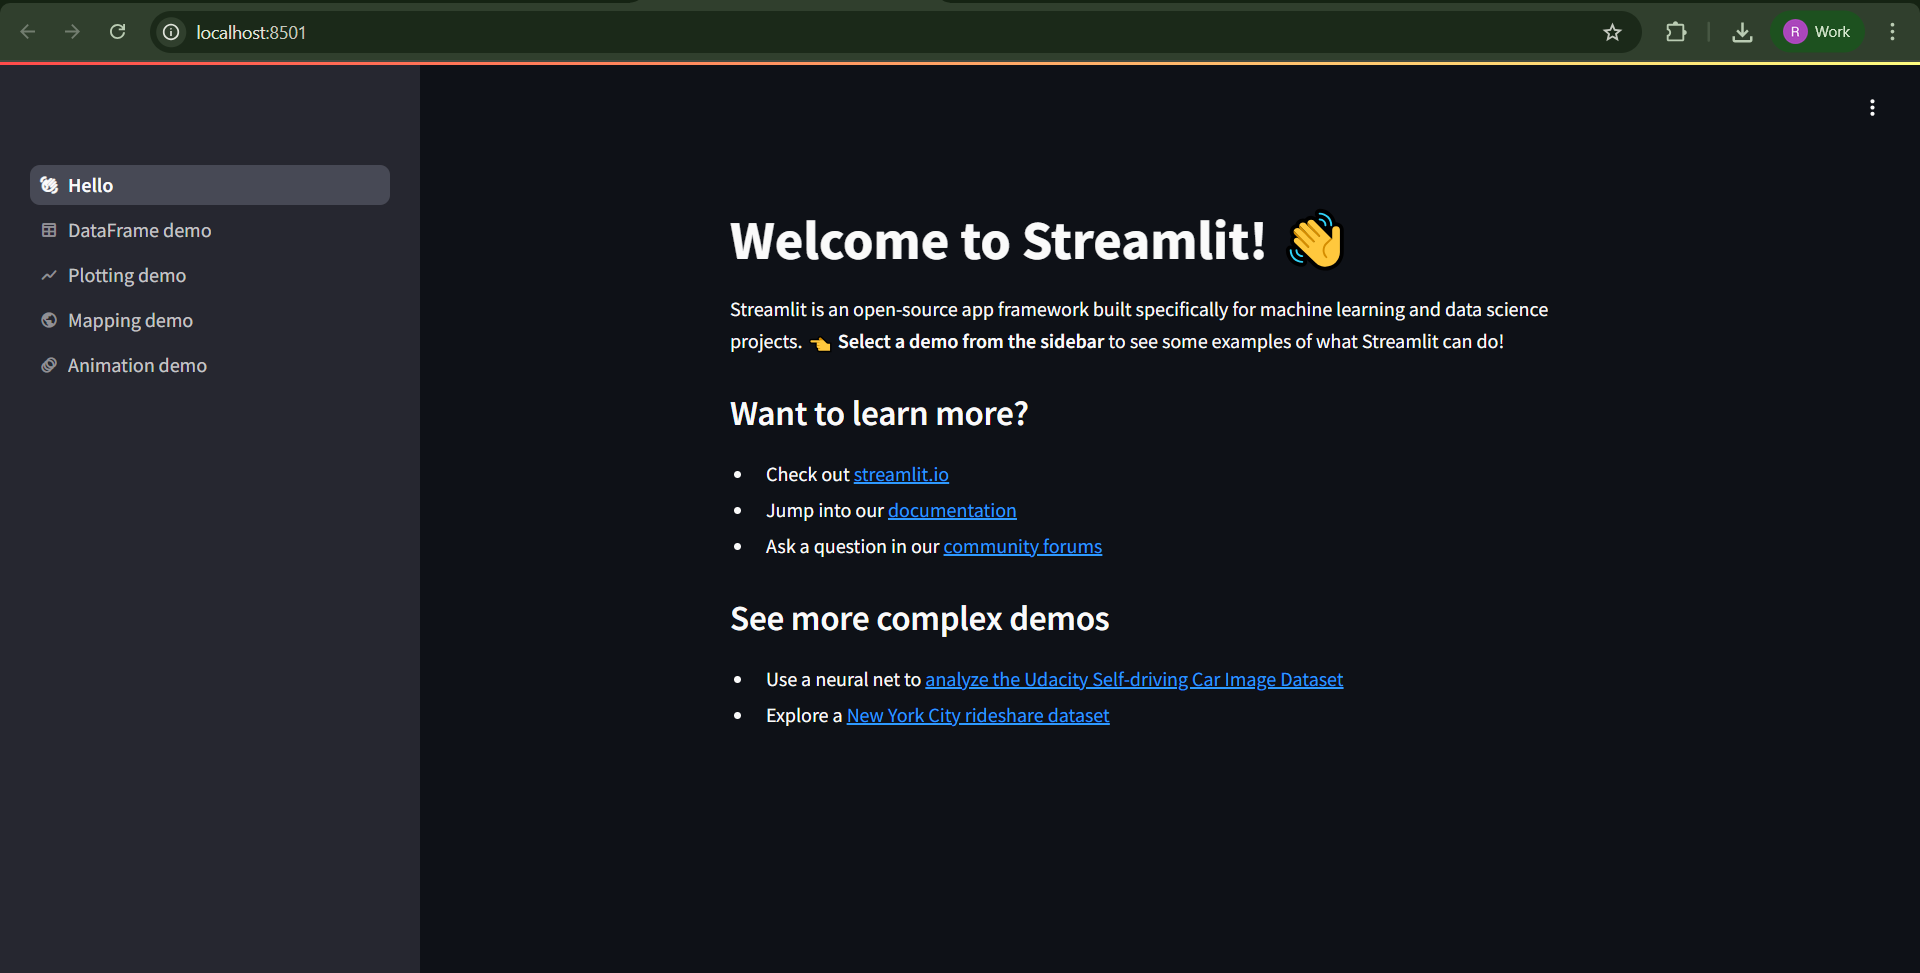 localhost:8501
R Work
Hello
DataFrame demo
Plotting demo
Mapping demo
Animation demo
Welcome to Streamlit! 👋
Streamlit is an open-source app framework built specifically for machine learning and data science
projects. 👈 Select a demo from the sidebar to see some examples of what Streamlit can do!
Want to learn more?
• Check out streamlit.io
• Jump into our documentation
• Ask a question in our community forums
See more complex demos
• Use a neural net to analyze the Udacity Self-driving Car Image Dataset
• Explore a New York City rideshare dataset